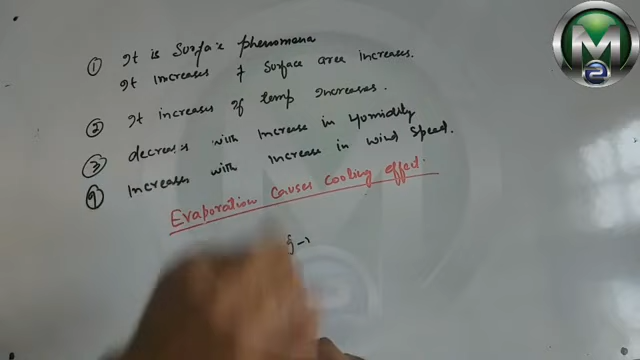 ① It is Surface phenomena
It increases if Surface area increases.
② It increases if temp increases.
③ decreases with increase in Humidity
④ Increases with increase in wind speed.
Evaporation causes cooling effect.
M
2